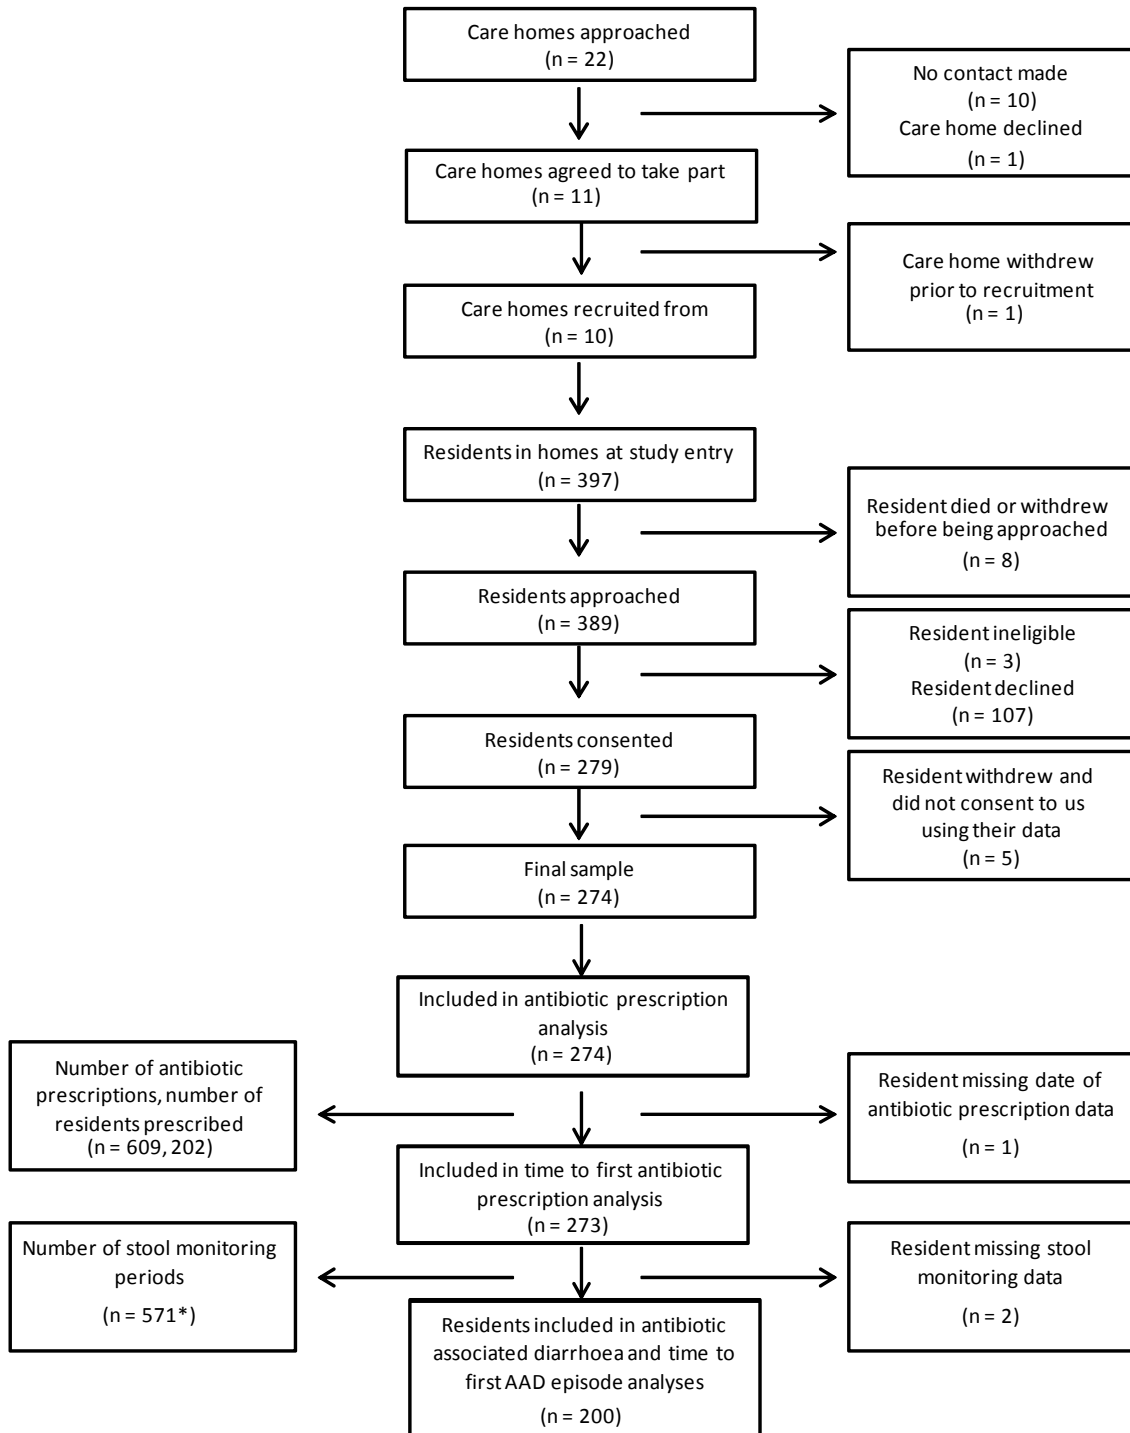 Care homes approached
(n = 22)
No contact made
(n = 10)
Care home declined
(n = 1)
Care homes agreed to take part
(n = 11)
Care home withdrew
prior to recruitment
(n = 1)
Care homes recruited from
(n = 10)
Residents in homes at study entry
(n = 397)
Resident died or withdrew
before being approached
(n = 8)
Residents approached
(n = 389)
Resident ineligible
(n = 3)
Resident declined
(n = 107)
Residents consented
(n = 279)
Resident withdrew and
did not consent to us
using their data
(n = 5)
Final sample
(n = 274)
Included in antibiotic prescription
analysis
(n = 274)
Number of antibiotic
prescriptions, number of
residents prescribed
(n = 609, 202)
Resident missing date of
antibiotic prescription data
(n = 1)
Included in time to first antibiotic
prescription analysis
(n = 273)
Number of stool monitoring
periods
(n = 571*)
Resident missing stool
monitoring data
(n = 2)
Residents included in antibiotic
associated diarrhoea and time to
first AAD episode analyses
(n = 200)